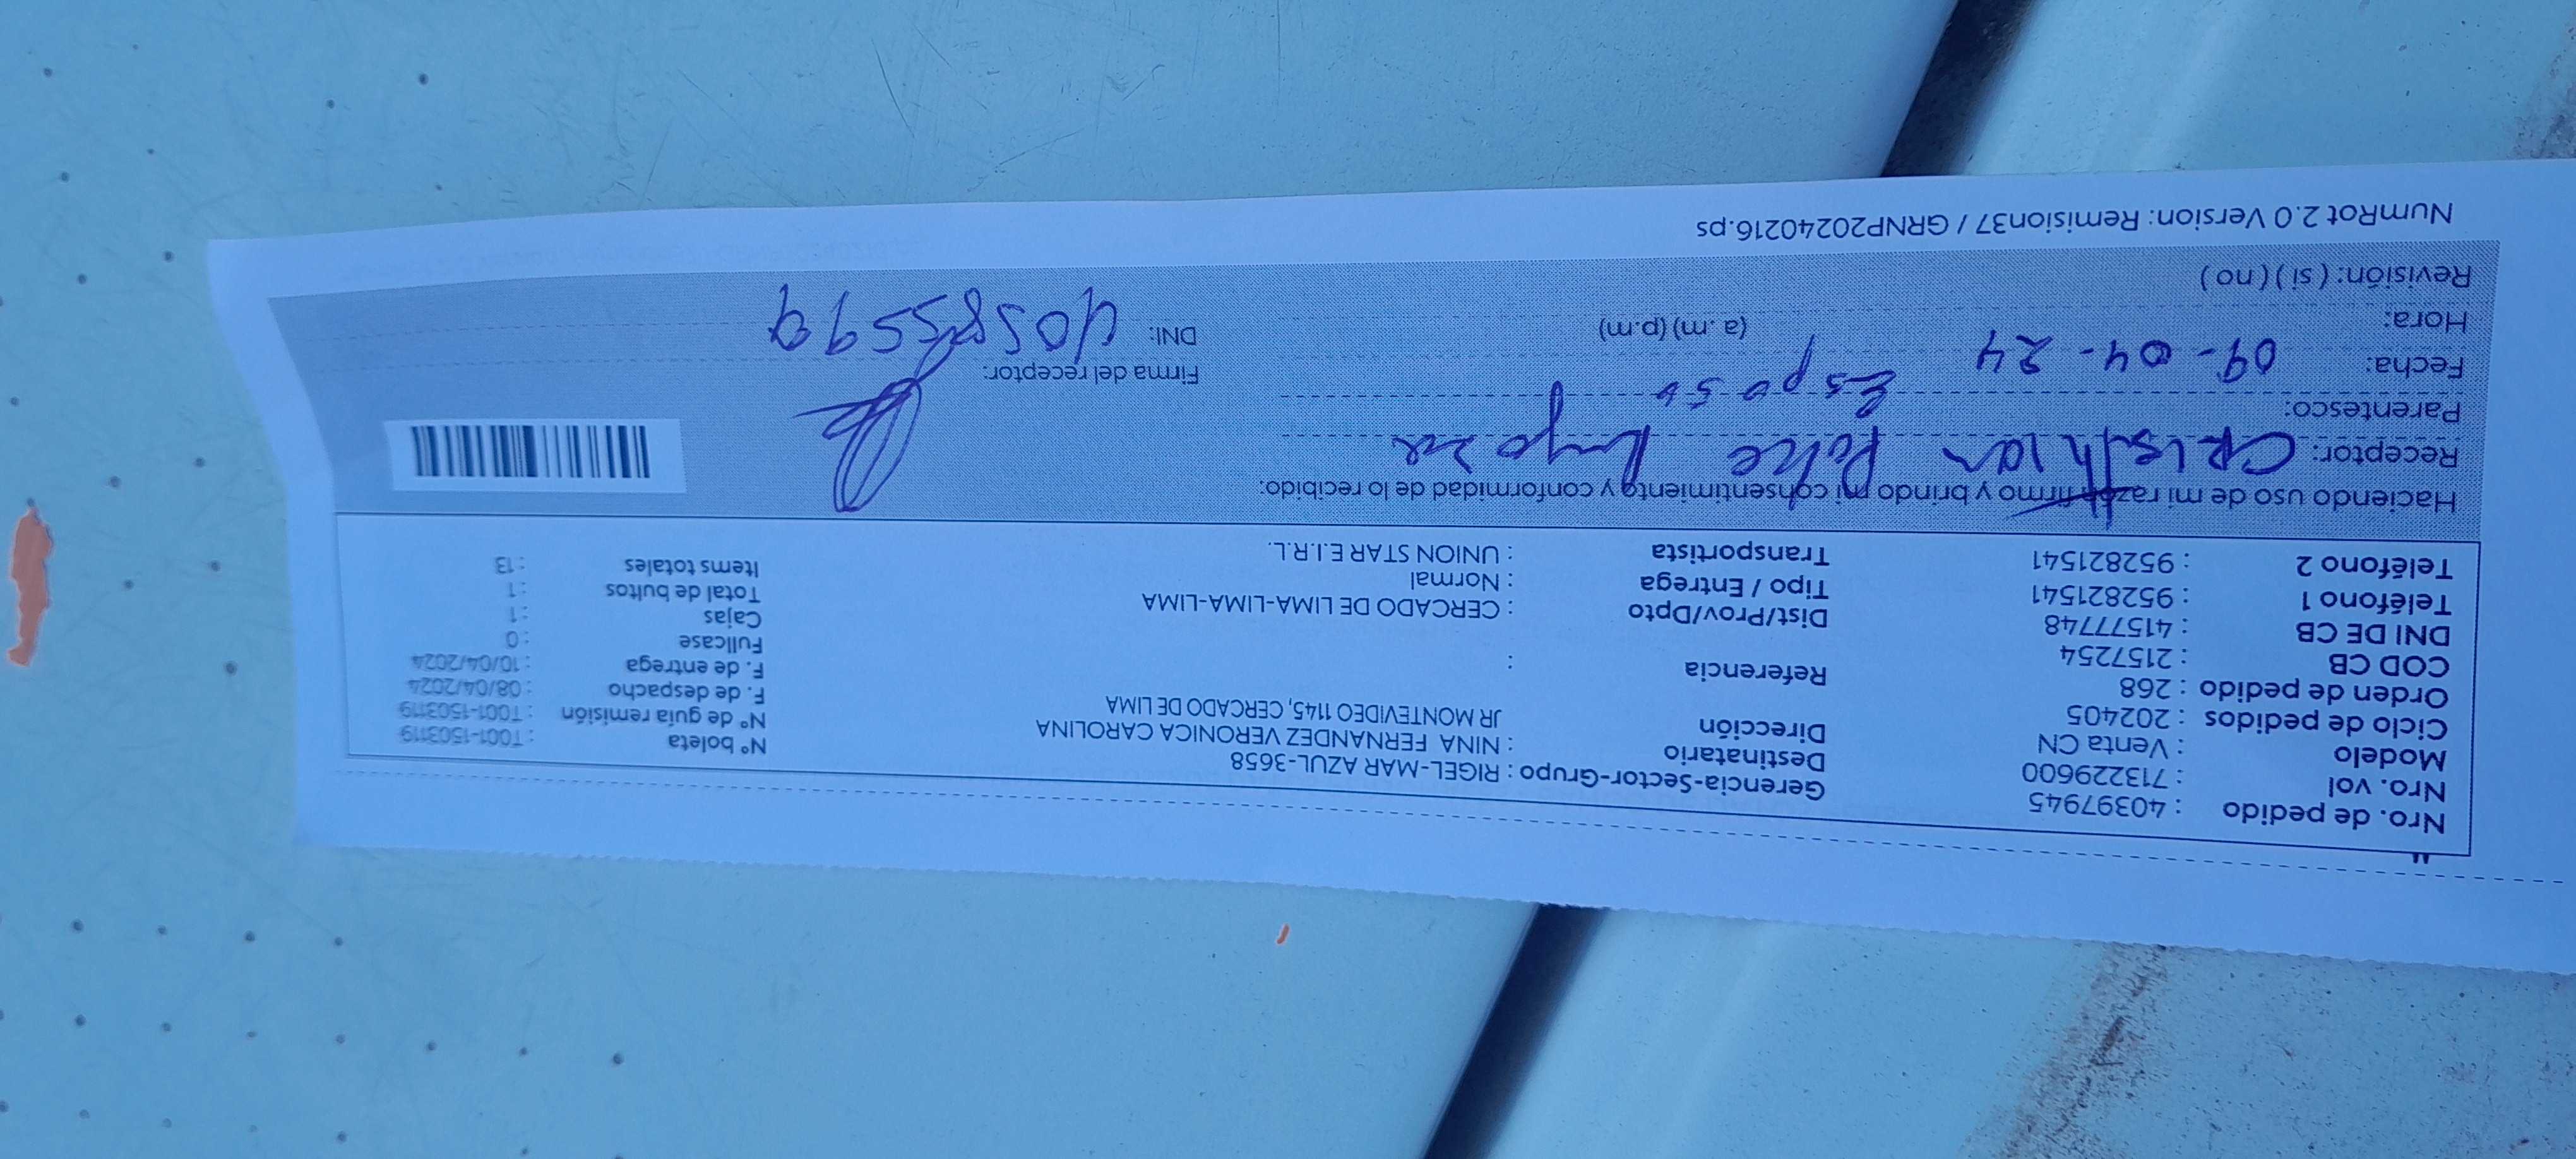 Nro. de pedido : 40397945
Nro. vol : 713229600
Modelo : Venta CN
Ciclo de pedidos : 202405
Orden de pedido : 268
COD CB : 2157254
DNI DE CB : 41577748
Teléfono 1 : 952821541
Teléfono 2 : 952821541
Gerencia-Sector-Grupo : RIGEL-MAR AZUL-3658
Destinatario : NINA FERNANDEZ VERONICA CAROLINA
Dirección JR MONTEVIDEO 1145, CERCADO DE LIMA
Referencia :
Dist/Prov/Dpto : CERCADO DE LIMA-LIMA-LIMA
Tipo / Entrega : Normal
Transportista : UNION STAR E.I.R.L.
Nº boleta : T001-1503119
Nº de guia remisión : T001-1503119
F. de despacho : 08/04/2024
F. de entrega : 10/04/2024
Fullcase : 0
Cajas : 1
Total de bultos : 1
Items totales : 13
Haciendo uso de mi razón firmo y brindo mi consentimiento y conformidad de lo recibido:
Receptor: CRisthian
Parentesco: Esposo
Fecha: 09-04-24
Hora: (a .m) (p.m)
Revisión: ( si ) ( no )
Firma del receptor:
DNI: 40585599
NumRot 2.0 Version: Remision37 / GRNP20240216.ps